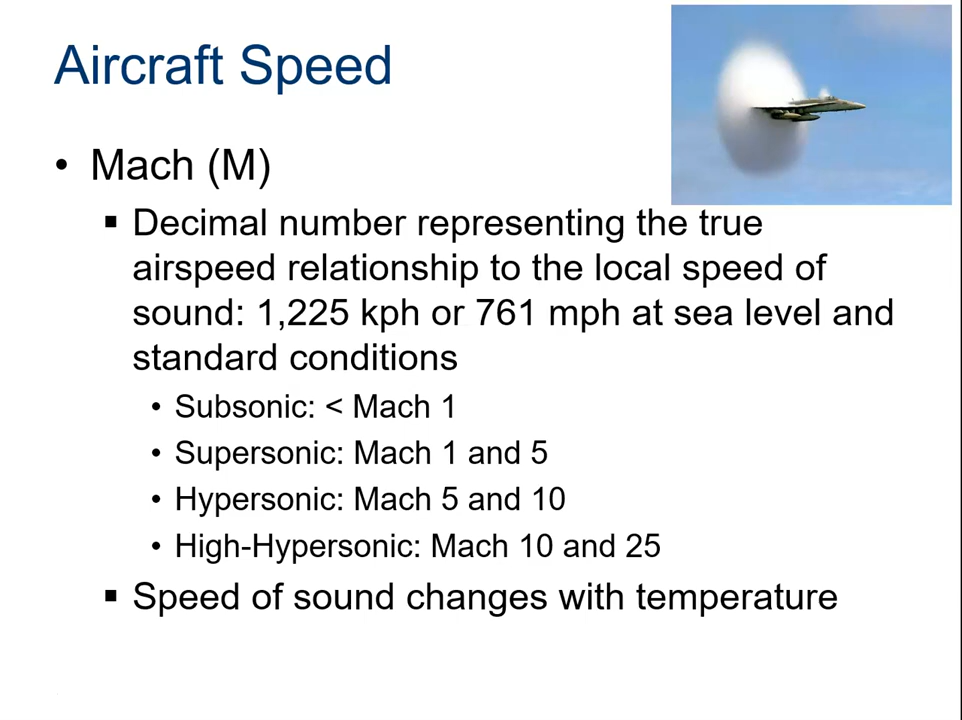 Aircraft Speed
• Mach (M)
▪ Decimal number representing the true
airspeed relationship to the local speed of
sound: 1,225 kph or 761 mph at sea level and
standard conditions
• Subsonic: < Mach 1
• Supersonic: Mach 1 and 5
• Hypersonic: Mach 5 and 10
• High-Hypersonic: Mach 10 and 25
▪ Speed of sound changes with temperature